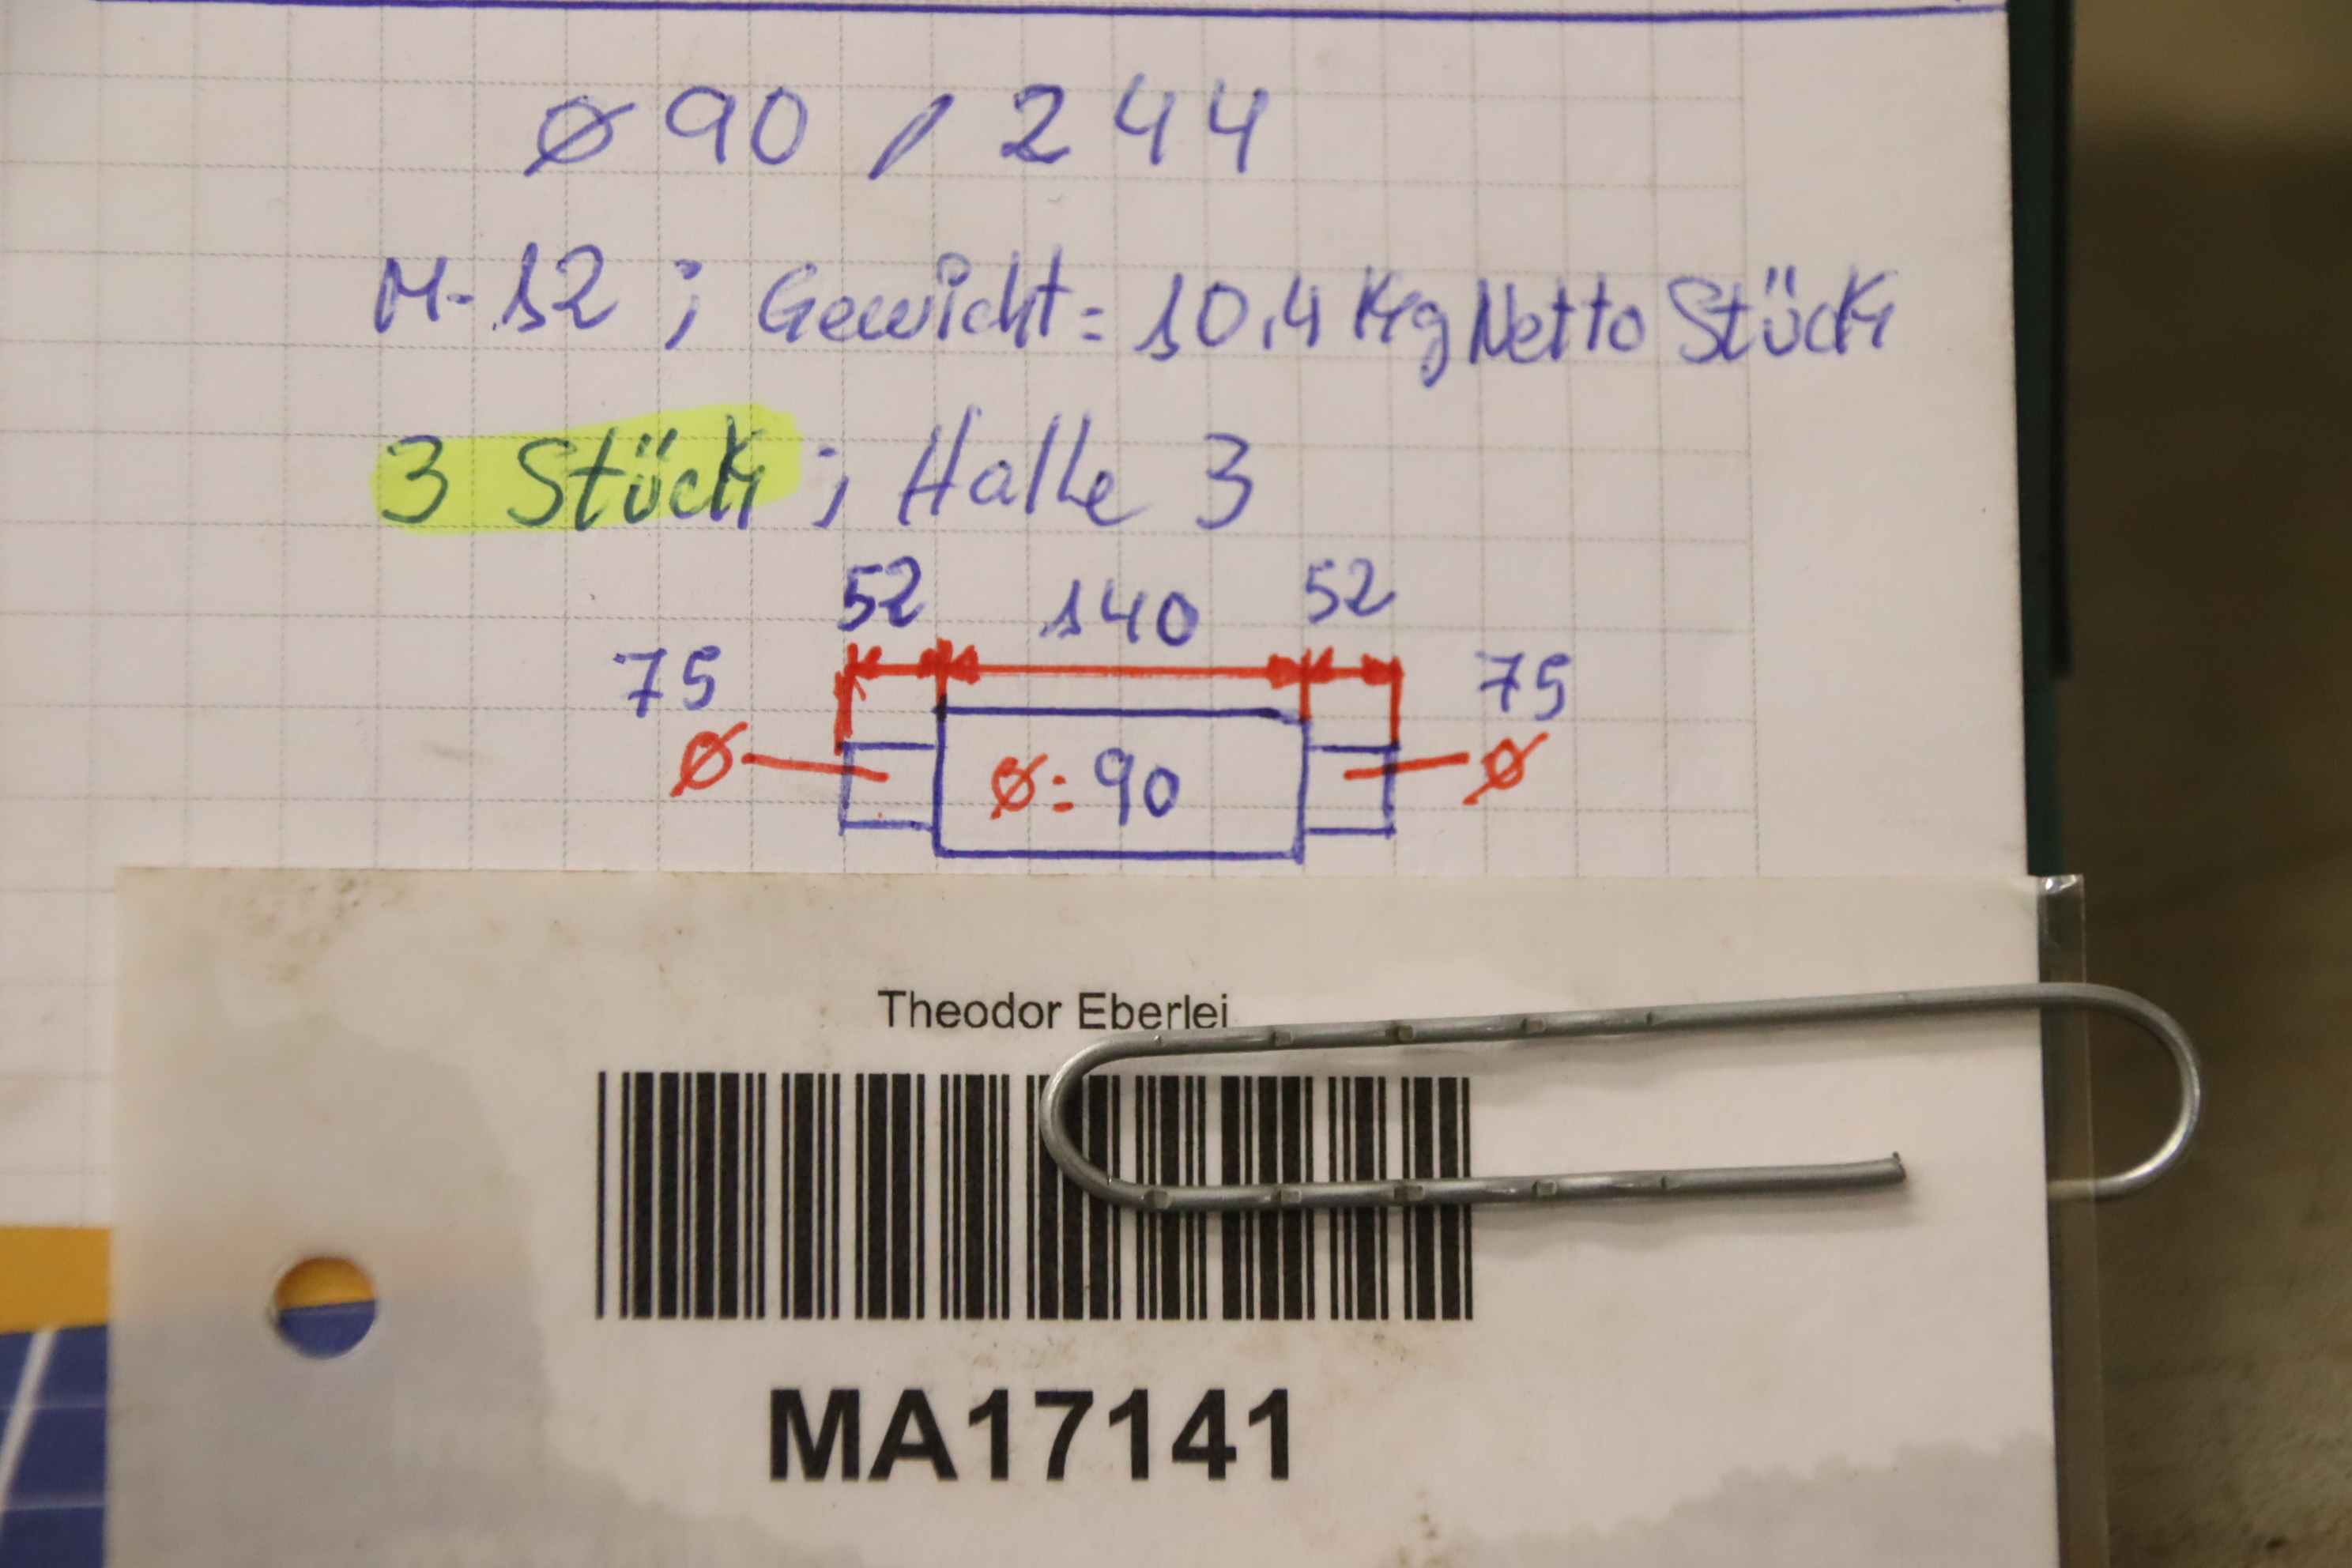 ø 90 / 244
M-12 ; Gewicht = 10,4 Kg Netto Stück
3 Stück ; Halle 3
52 140 52
75 75
ø ø: 90 ø
Theodor Eberlei
MA17141